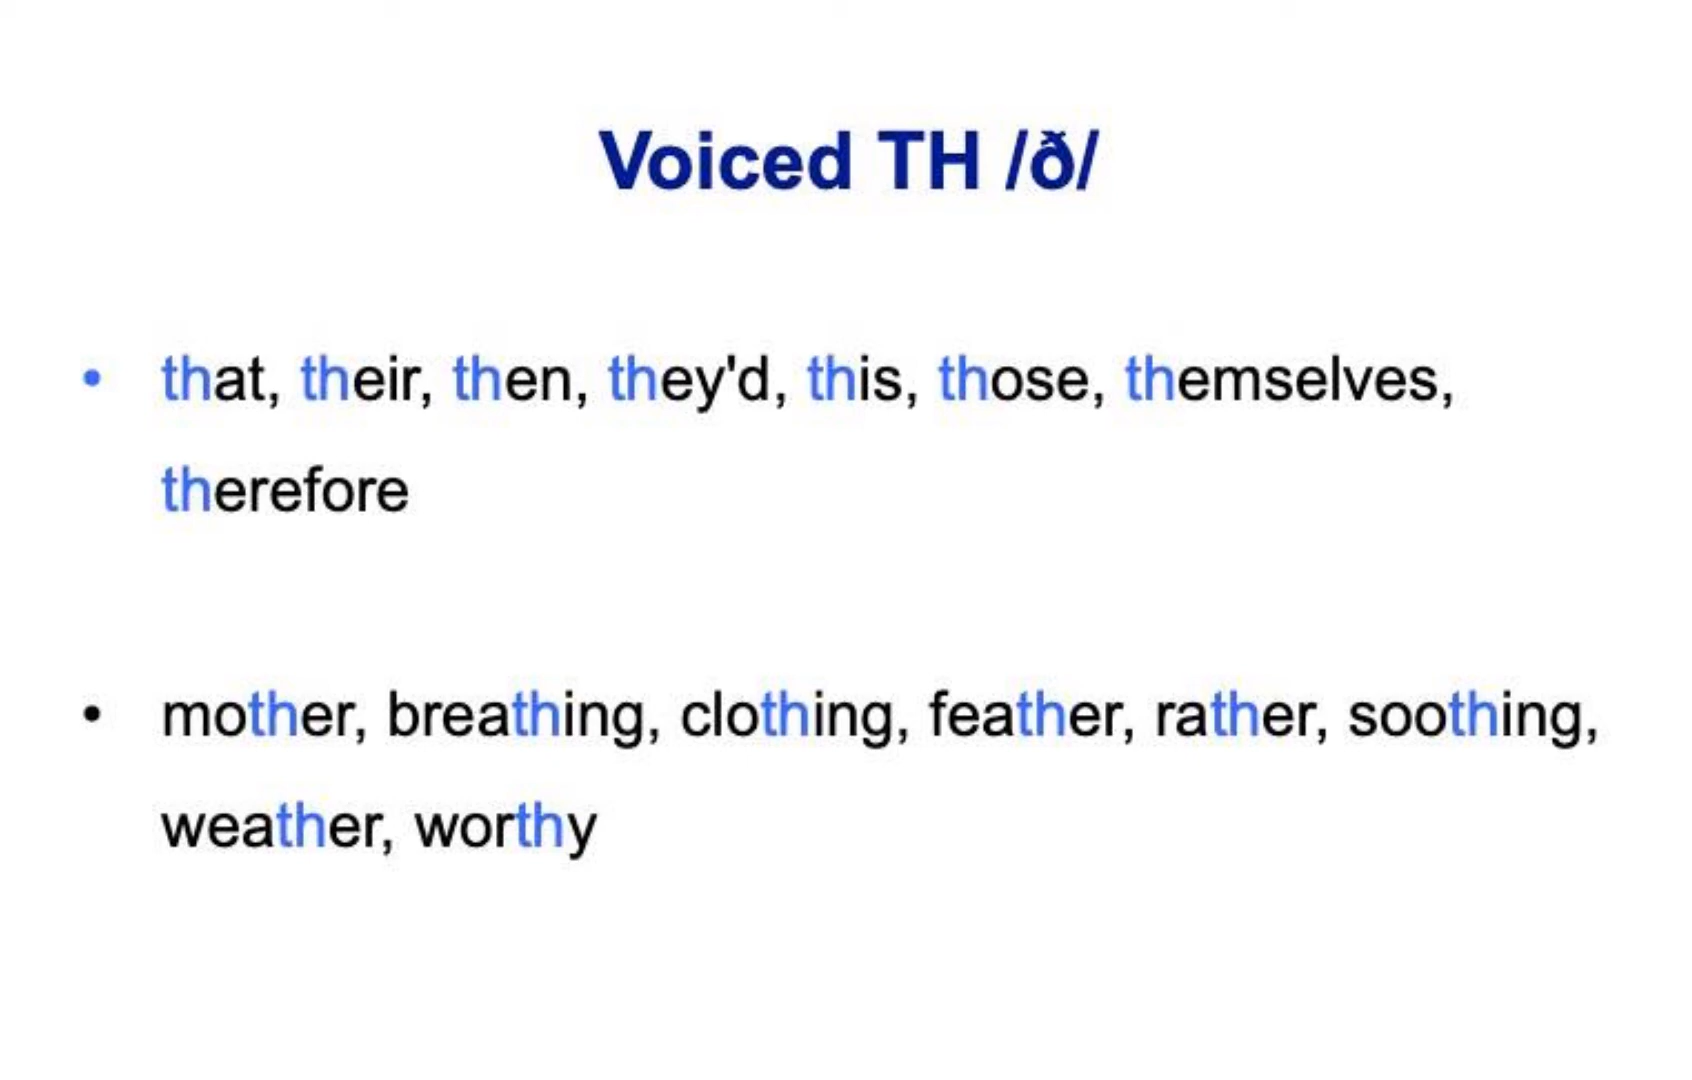 Voiced TH /ð/
• that, their, then, they'd, this, those, themselves,
therefore
• mother, breathing, clothing, feather, rather, soothing,
weather, worthy